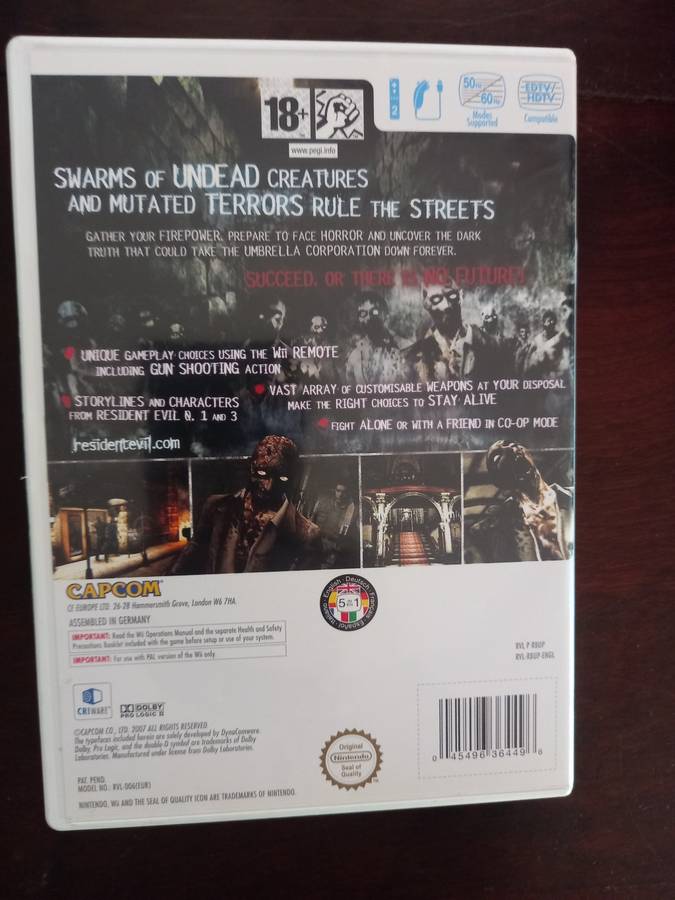 18+
www.pegi.info
2
50Hz
60Hz
Modes
Supported
EDTV/
HDTV
Compatible
SWARMS OF UNDEAD CREATURES
AND MUTATED TERRORS RULE THE STREETS
GATHER YOUR FIREPOWER, PREPARE TO FACE HORROR AND UNCOVER THE DARK
TRUTH THAT COULD TAKE THE UMBRELLA CORPORATION DOWN FOREVER.
SUCCEED, OR THERE IS NO FUTURE!
UNIQUE GAMEPLAY CHOICES USING THE Wii REMOTE
INCLUDING GUN SHOOTING ACTION
VAST ARRAY OF CUSTOMISABLE WEAPONS AT YOUR DISPOSAL
MAKE THE RIGHT CHOICES TO STAY ALIVE
STORYLINES AND CHARACTERS
FROM RESIDENT EVIL 0, 1 AND 3
FIGHT ALONE OR WITH A FRIEND IN CO-OP MODE
residentevil.com
CAPCOM
CE EUROPE LTD. 26-28 Hammersmith Grove, London W6 7HA.
ASSEMBLED IN GERMANY
IMPORTANT: Read the Wii Operations Manual and the separate Health and Safety
Precautions Booklet included with the game before setup or use of your system.
IMPORTANT: For use with PAL version of the Wii only.
English · Deutsch · Français · Español · Italiano
5 IN 1
RVL P-RBUP
RVL-RBUP-ENGL
CRIWARE
DOLBY
PRO LOGIC II
©CAPCOM CO., LTD. 2007 ALL RIGHTS RESERVED.
The typefaces included herein are solely developed by DynaComware.
Dolby, Pro Logic, and the double-D symbol are trademarks of Dolby
Laboratories. Manufactured under license from Dolby Laboratories.
Original
Nintendo
Seal of
Quality
0 45496 36449 6
PAT. PEND.
MODEL NO.: RVL-006(EUR)
NINTENDO, Wii AND THE SEAL OF QUALITY ICON ARE TRADEMARKS OF NINTENDO.